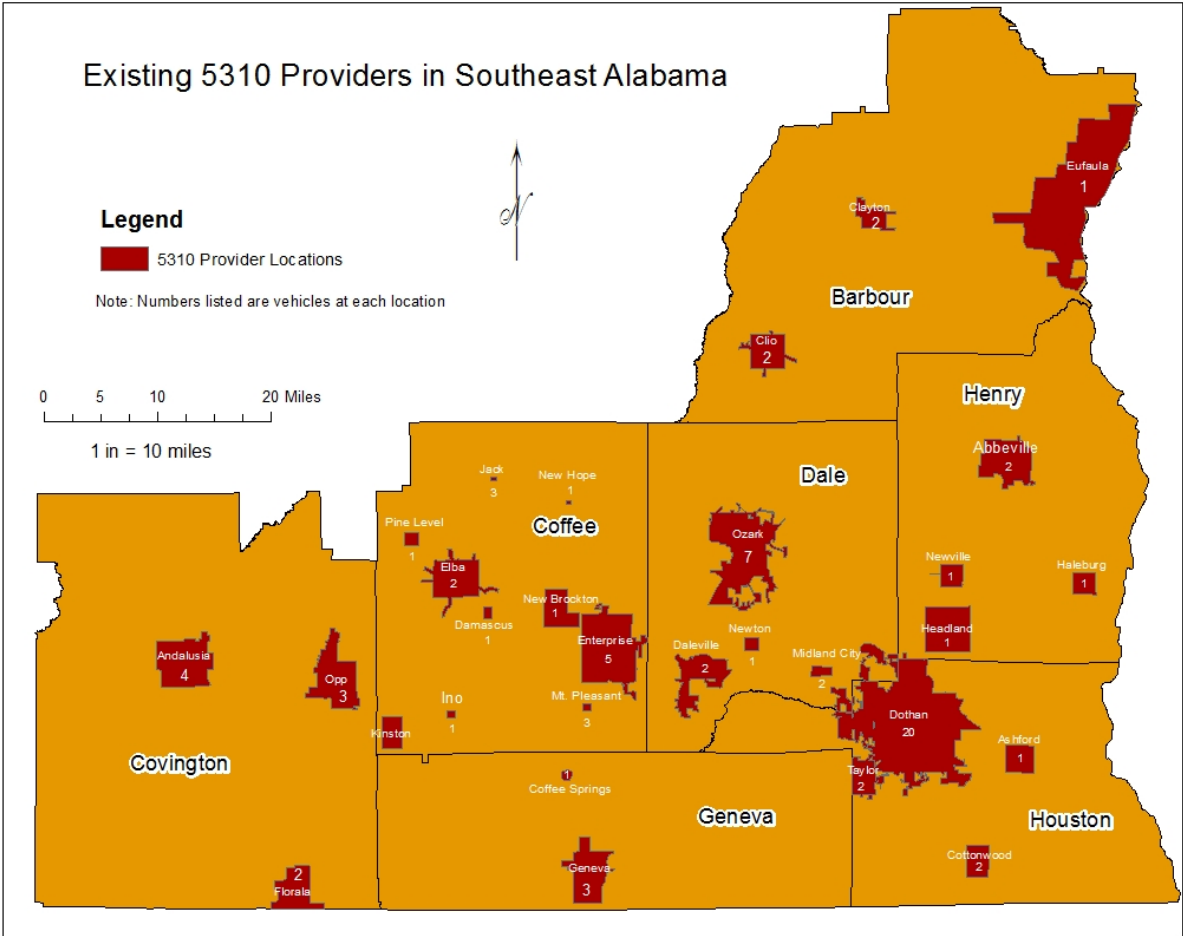 Existing 5310 Providers in Southeast Alabama
N
Legend
5310 Provider Locations
Note: Numbers listed are vehicles at each location
0 5 10 20 Miles
1 in = 10 miles
Eufaula
1
Clayton
2
Barbour
Clio
2
Henry
Abbeville
2
Newville
1
Haleburg
1
Headland
1
Dale
Ozark
7
Newton
1
Daleville
2
Midland City
2
Jack
3
New Hope
1
Coffee
Pine Level
1
Elba
2
Damascus
1
New Brockton
1
Enterprise
5
Ino
1
Mt. Pleasant
3
Kinston
Andalusia
4
Opp
3
Covington
2
Florala
1
Coffee Springs
Geneva
Geneva
3
Dothan
20
Ashford
1
Taylor
2
Houston
Cottonwood
2